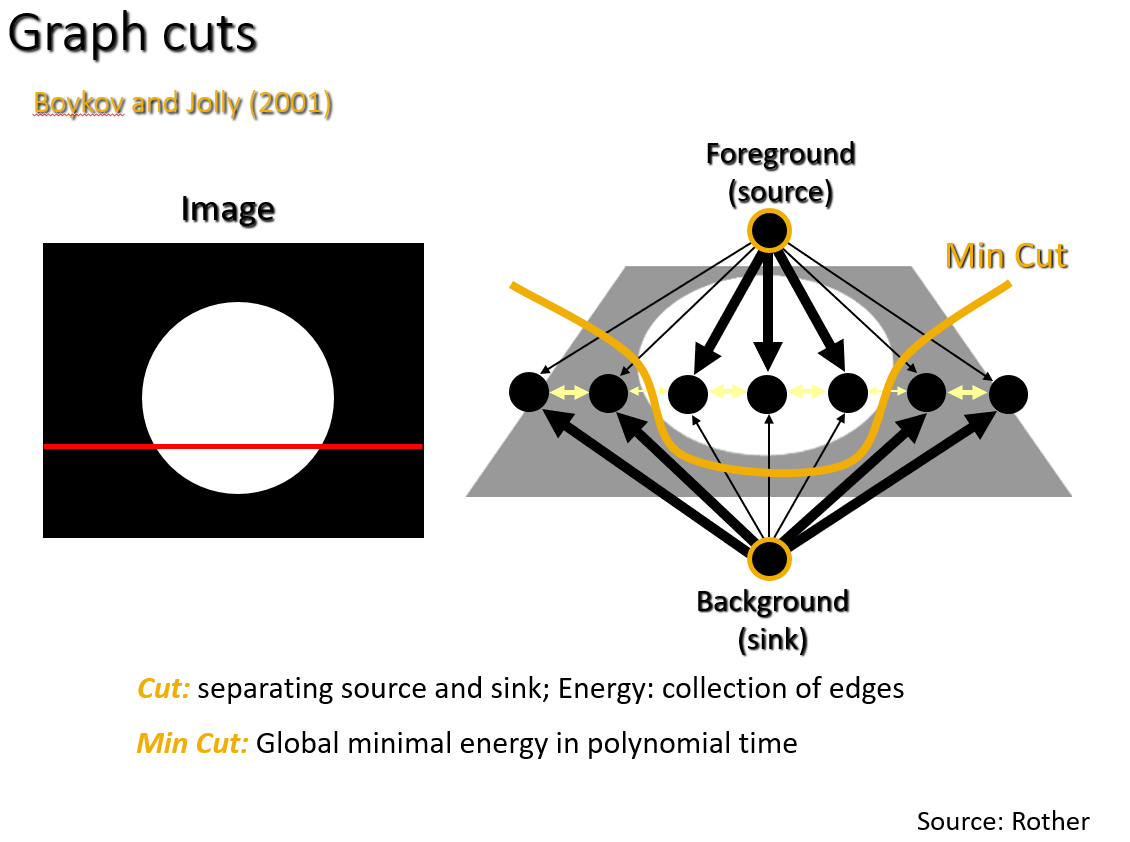 Graph cuts
Boykov and Jolly (2001)
Image
Foreground
(source)
Min Cut
Background
(sink)
Cut: separating source and sink; Energy: collection of edges
Min Cut: Global minimal energy in polynomial time
Source: Rother